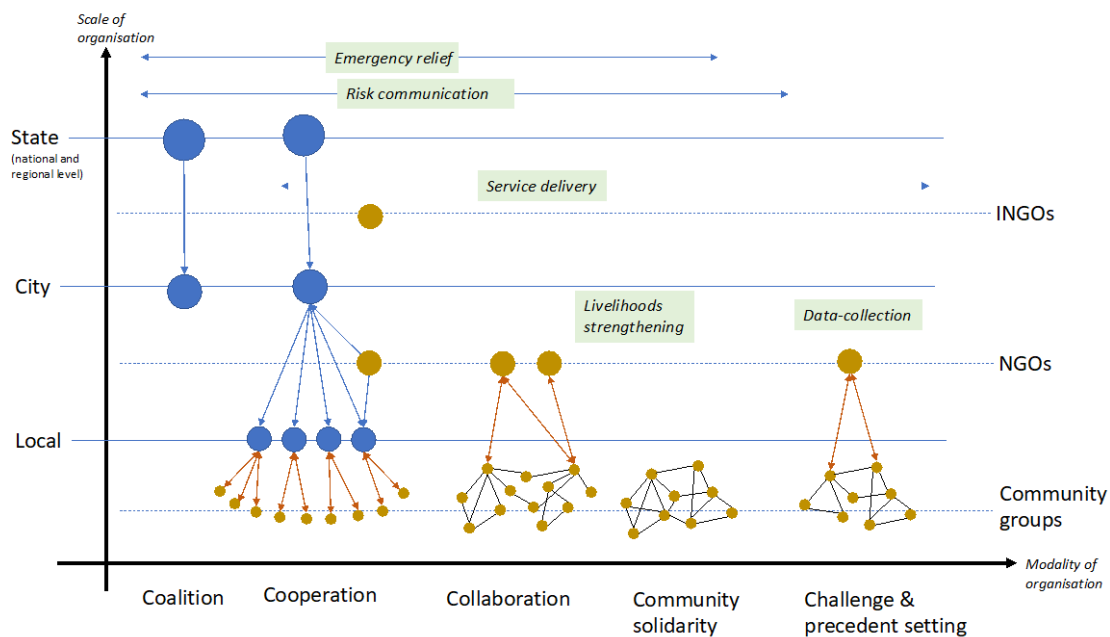 Scale of
organisation
Emergency relief
Risk communication
State
(national and
regional level)
Service delivery
INGOs
City
Livelihoods
strengthening
Data-collection
NGOs
Local
Community
groups
Modality of
organisation
Coalition
Cooperation
Collaboration
Community
solidarity
Challenge &
precedent setting